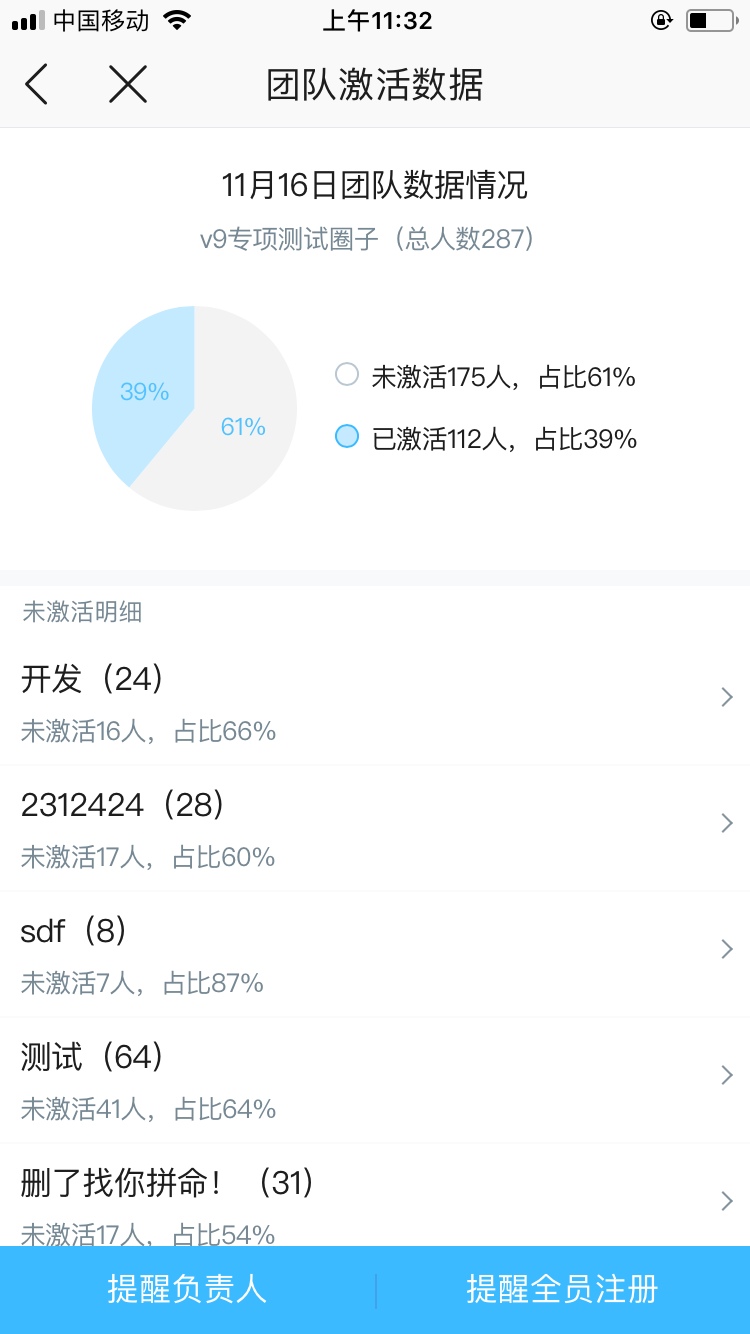 中国移动
上午11:32
团队激活数据
11月16日团队数据情况
v9专项测试圈子（总人数287）
39%
61%
未激活175人，占比61%
已激活112人，占比39%
未激活明细
开发（24）
未激活16人，占比66%
2312424（28）
未激活17人，占比60%
sdf（8）
未激活7人，占比87%
测试（64）
未激活41人，占比64%
删了找你拼命！（31）
未激活17人，占比54%
提醒负责人
提醒全员注册